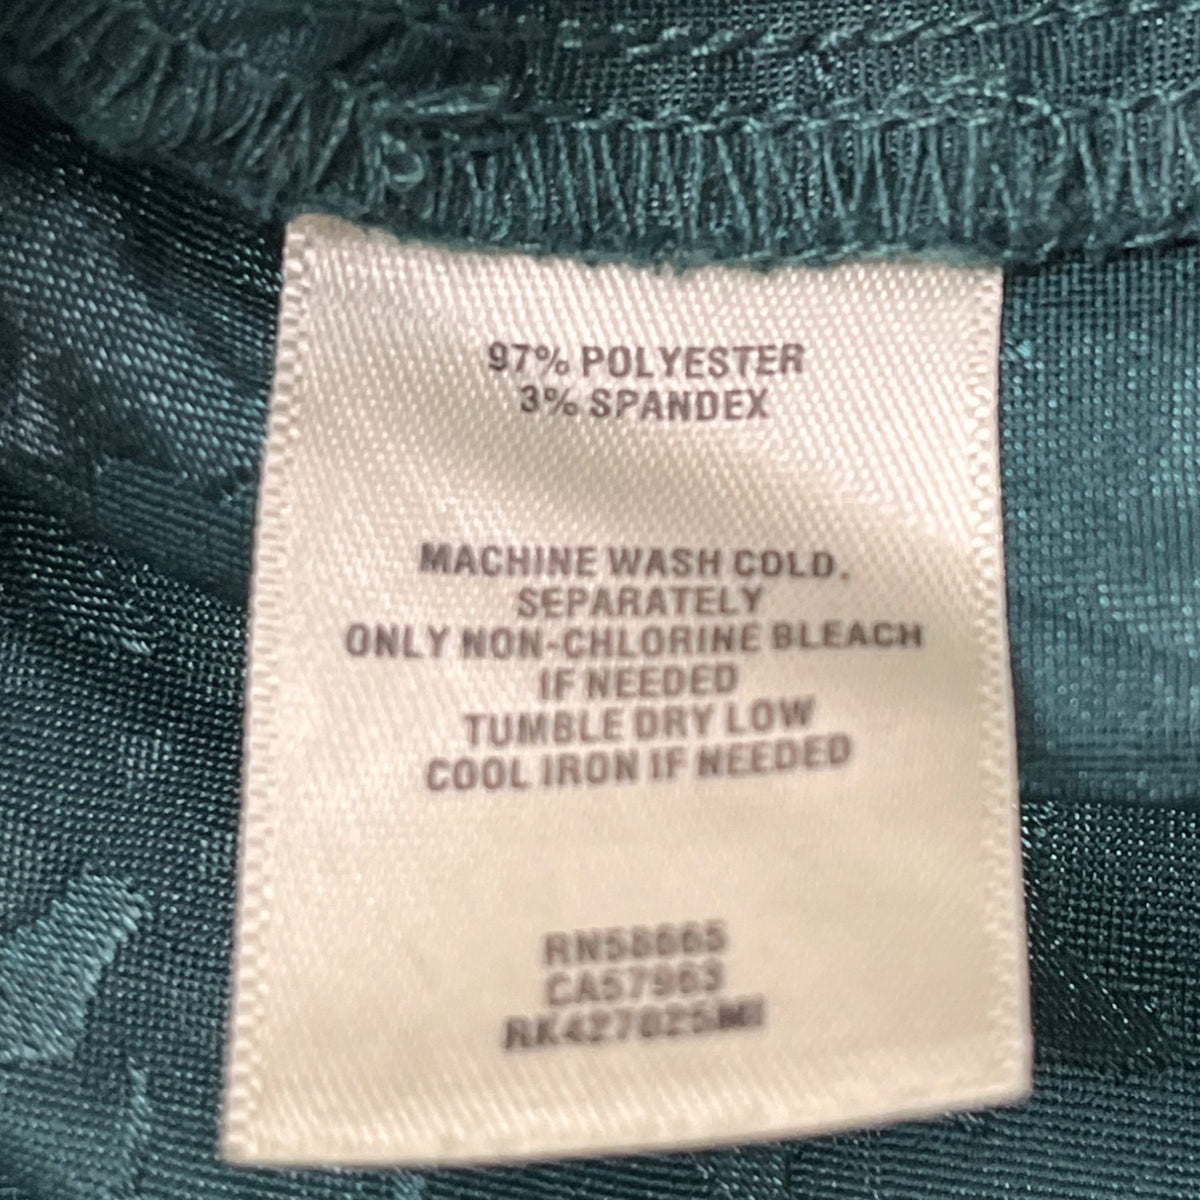 97% POLYESTER
3% SPANDEX
MACHINE WASH COLD.
SEPARATELY
ONLY NON-CHLORINE BLEACH
IF NEEDED
TUMBLE DRY LOW
COOL IRON IF NEEDED
RN58665
CA57963